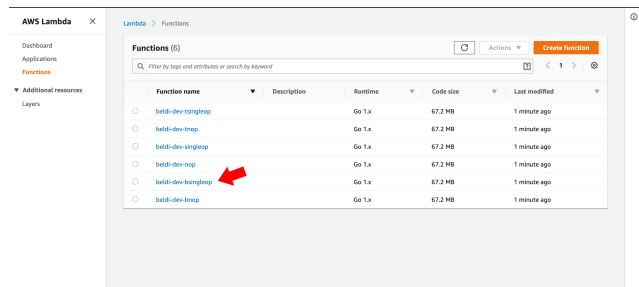 AWS Lambda
Lambda > Functions
Dashboard
Applications
Functions
Additional resources
Layers
Functions (6)
Actions
Create function
Filter by tags and attributes or search by keyword
1
Function name Description Runtime Code size Last modified
beldi-dev-tsingleop Go 1.x 67.2 MB 1 minute ago
beldi-dev-tnop Go 1.x 67.2 MB 1 minute ago
beldi-dev-singleop Go 1.x 67.2 MB 1 minute ago
beldi-dev-nop Go 1.x 67.2 MB 1 minute ago
beldi-dev-bsingleop Go 1.x 67.2 MB 1 minute ago
beldi-dev-bnop Go 1.x 67.2 MB 1 minute ago